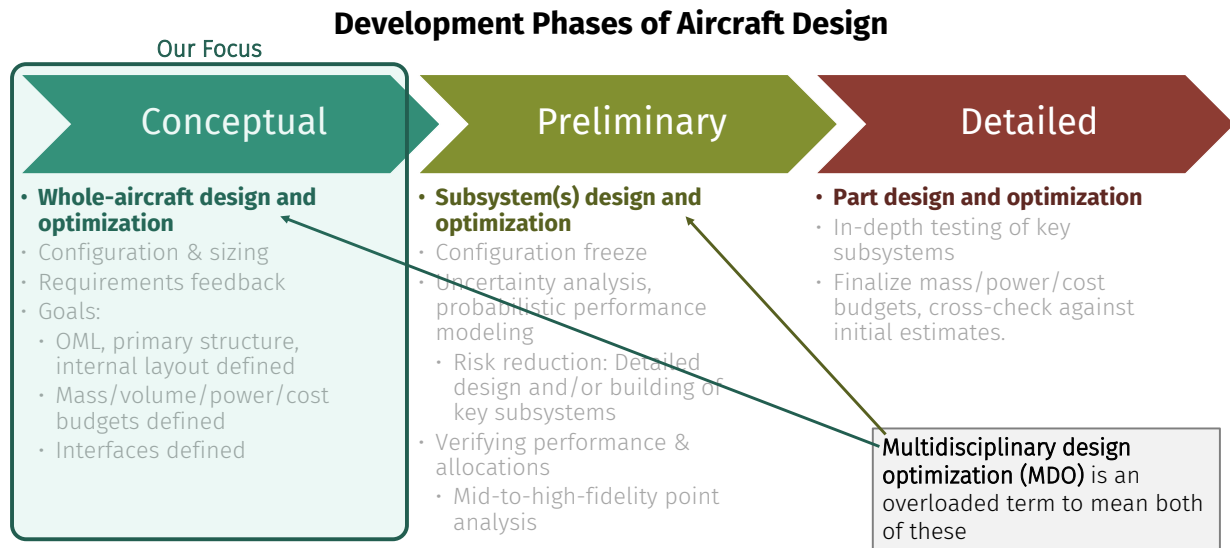 Development Phases of Aircraft Design
Our Focus
Conceptual
Preliminary
Detailed
• Whole-aircraft design and
optimization
• Configuration & sizing
• Requirements feedback
• Goals:
• OML, primary structure,
internal layout defined
• Mass/volume/power/cost
budgets defined
• Interfaces defined
• Subsystem(s) design and
optimization
• Configuration freeze
• Uncertainty analysis,
probabilistic performance
modeling
• Risk reduction: Detailed
design and/or building of
key subsystems
• Verifying performance &
allocations
• Mid-to-high-fidelity point
analysis
• Part design and optimization
• In-depth testing of key
subsystems
• Finalize mass/power/cost
budgets, cross-check against
initial estimates.
Multidisciplinary design
optimization (MDO) is an
overloaded term to mean both
of these